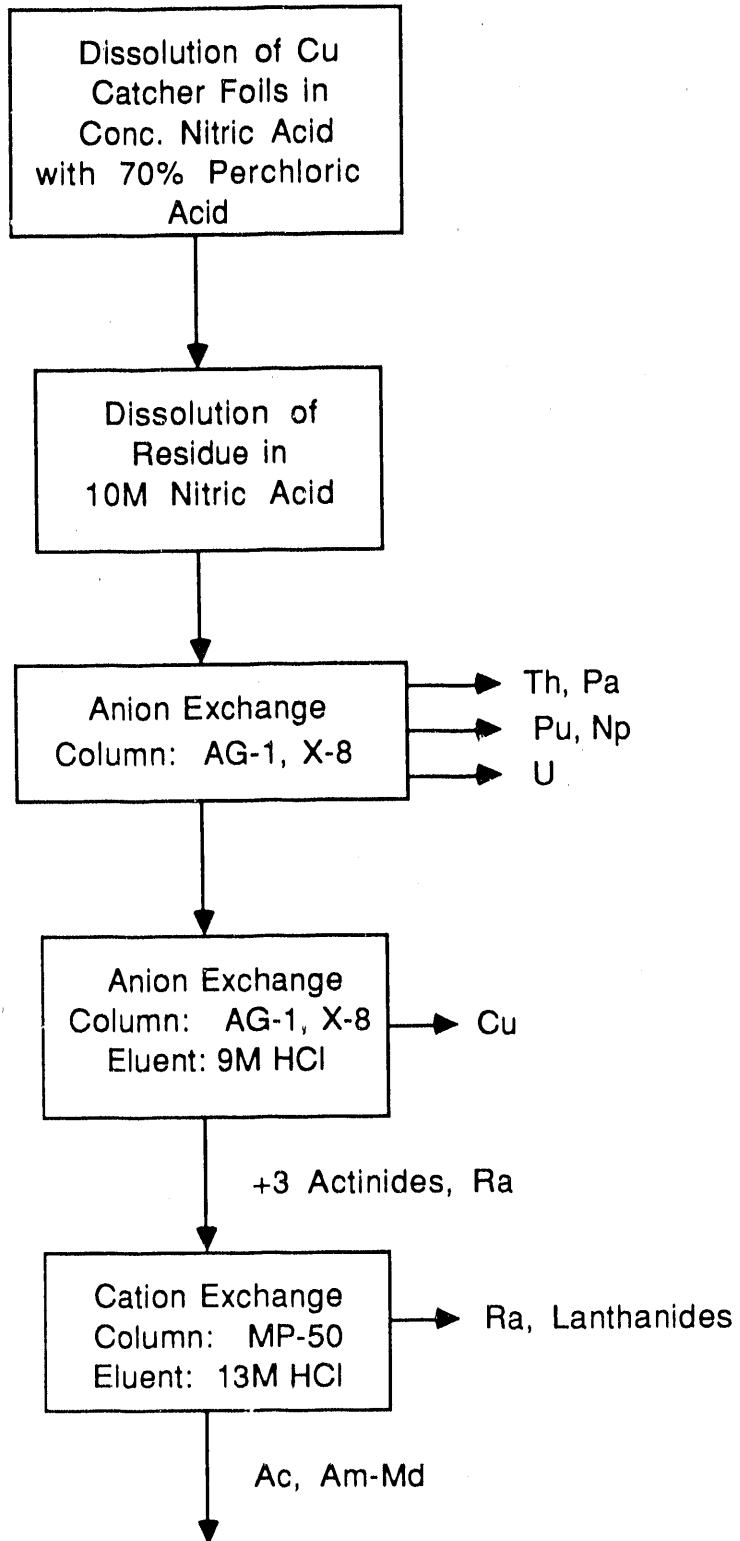 Dissolution of Cu
Catcher Foils in
Conc. Nitric Acid
with 70% Perchloric
Acid
Dissolution of
Residue in
10M Nitric Acid
Anion Exchange
Column: AG-1, X-8
Th, Pa
Pu, Np
U
Anion Exchange
Column: AG-1, X-8
Eluent: 9M HCl
Cu
+3 Actinides, Ra
Cation Exchange
Column: MP-50
Eluent: 13M HCl
Ra, Lanthanides
Ac, Am-Md